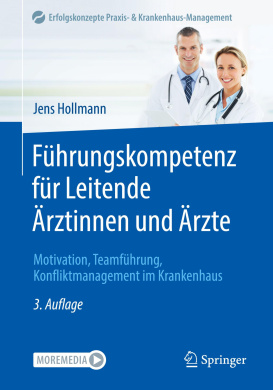 Erfolgskonzepte Praxis- & Krankenhaus-Management
Jens Hollmann
Führungskompetenz
für Leitende
Ärztinnen und Ärzte
Motivation, Teamführung,
Konfliktmanagement im Krankenhaus
3. Auflage
MOREMEDIA
Springer